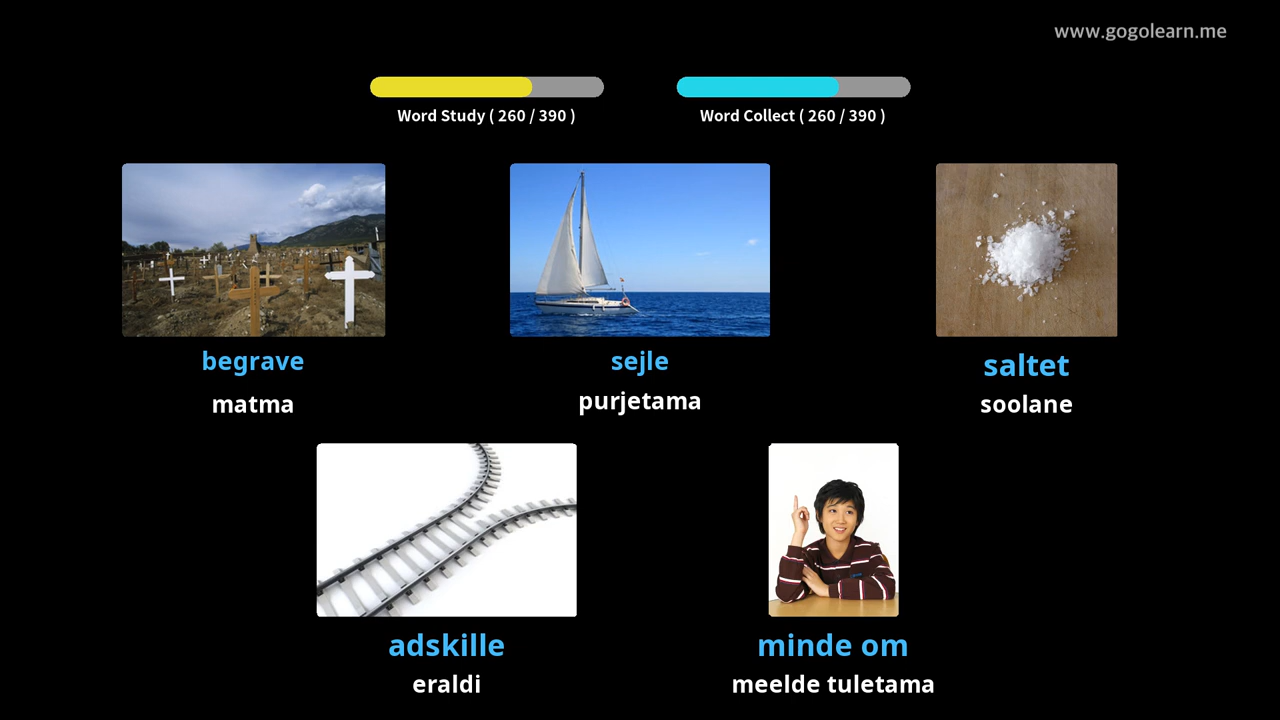 www.gogolearn.me
Word Study ( 260 / 390 )
Word Collect ( 260 / 390 )
begrave
matma
sejle
purjetama
saltet
soolane
adskille
eraldi
minde om
meelde tuletama